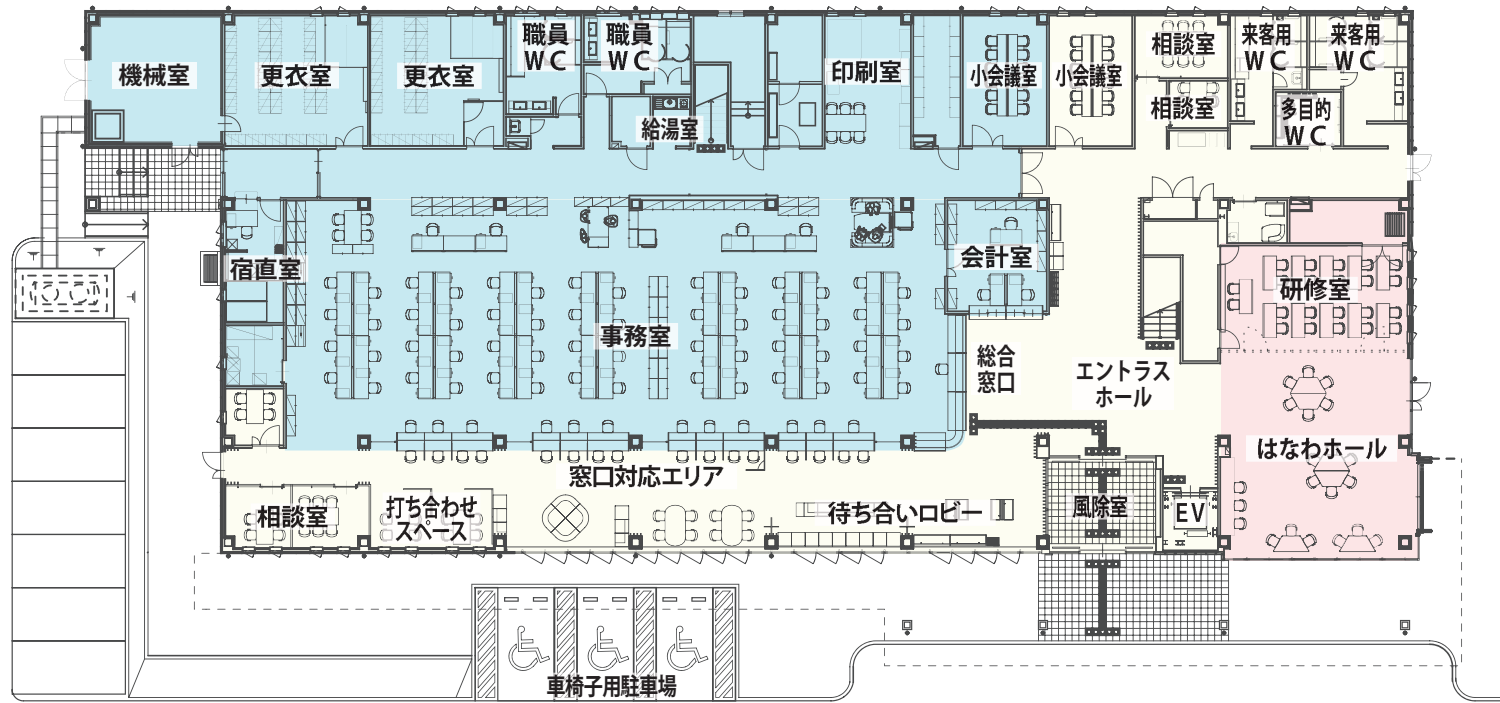 機械室
更衣室
更衣室
職員
WC
職員
WC
給湯室
印刷室
小会議室
小会議室
相談室
相談室
来客用
WC
来客用
WC
多目的
WC
宿直室
事務室
会計室
総合
窓口
エントラス
ホール
研修室
はなわホール
窓口対応エリア
相談室
打ち合わせ
スペース
待ち合いロビー
風除室
EV
車椅子用駐車場